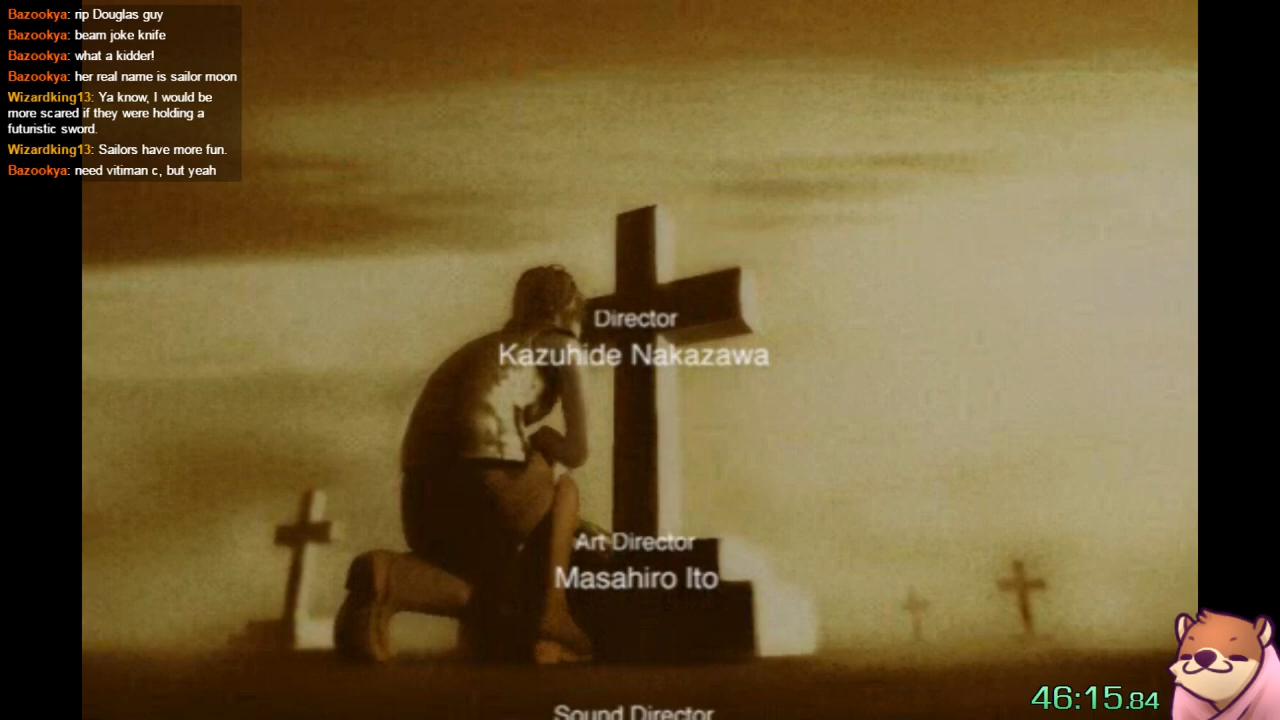 Bazookya: rip Douglas guy
Bazookya: beam joke knife
Bazookya: what a kidder!
Bazookya: her real name is sailor moon
Wizardking13: Ya know, I would be
more scared if they were holding a
futuristic sword.
Wizardking13: Sailors have more fun.
Bazookya: need vitiman c, but yeah
Director
Kazuhide Nakazawa
Art Director
Masahiro Ito
Sound Director
46:15.84